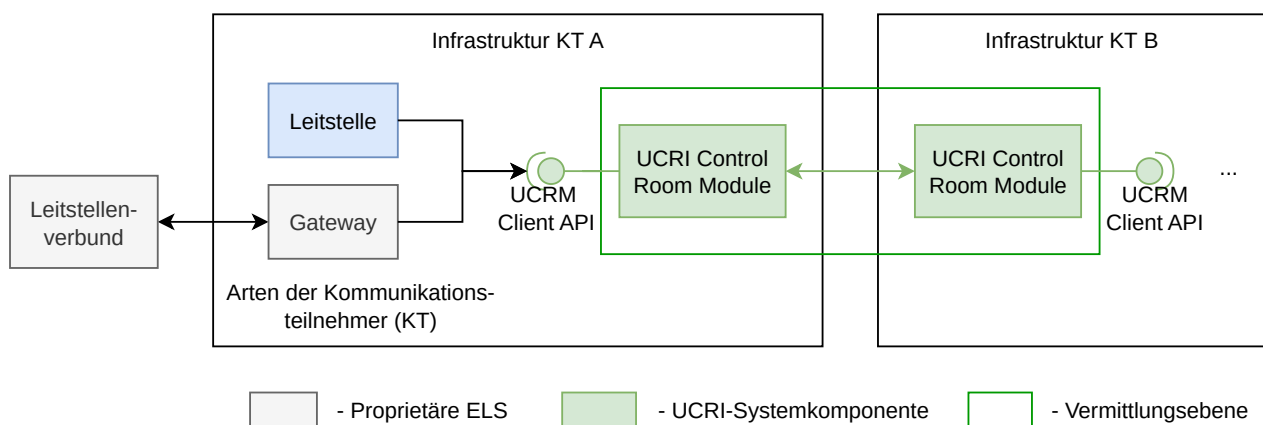 Infrastruktur KT A
Infrastruktur KT B
Leitstelle
UCRI Control
Room Module
UCRI Control
Room Module
...
Leitstellen-
verbund
Gateway
UCRM
Client API
UCRM
Client API
Arten der Kommunikations-
teilnehmer (KT)
- Proprietäre ELS
- UCRI-Systemkomponente
- Vermittlungsebene